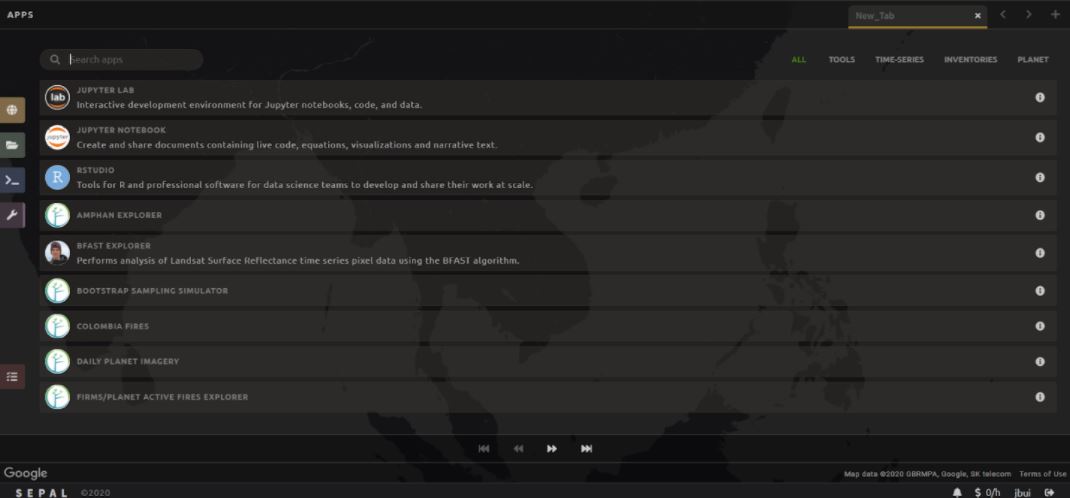 APPS
New_Tab
Search apps
ALL TOOLS TIME-SERIES INVENTORIES PLANET
lab
JUPYTER LAB
Interactive development environment for Jupyter notebooks, code, and data.
jupyter
JUPYTER NOTEBOOK
Create and share documents containing live code, equations, visualizations and narrative text.
R
RSTUDIO
Tools for R and professional software for data science teams to develop and share their work at scale.
AMPHAN EXPLORER
BFAST EXPLORER
Performs analysis of Landsat Surface Reflectance time series pixel data using the BFAST algorithm.
BOOTSTRAP SAMPLING SIMULATOR
COLOMBIA FIRES
DAILY PLANET IMAGERY
FIRMS/PLANET ACTIVE FIRES EXPLORER
Google
Map data ©2020 GBRMPA, Google, SK telecom Terms of Use
SEPAL ©2020
$ 0/h jbui